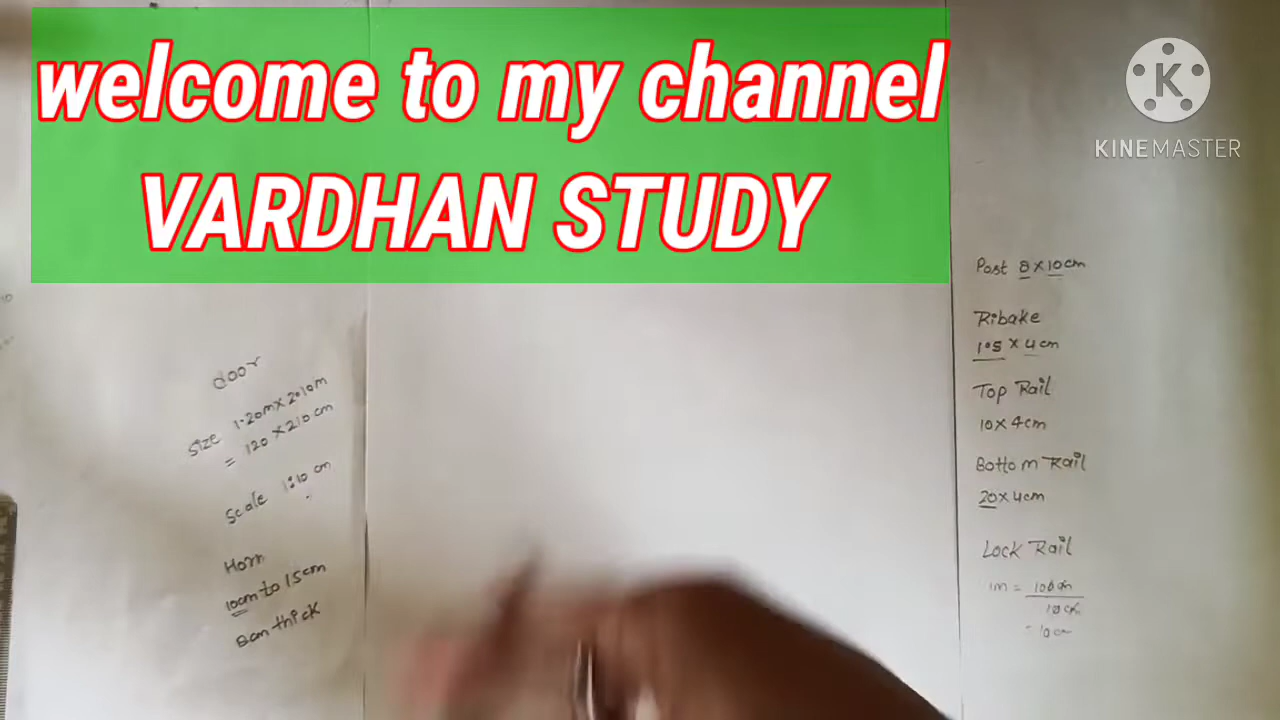 welcome to my channel
VARDHAN STUDY
KINEMASTER
door
Size 1.20m x 2.10m
= 120 x 210 cm
Scale 1:10 cm
Horn
10cm to 15cm
8cm thick
Post 8 x 10cm
Ribake
1.5 x 4 cm
Top Rail
10 x 4cm
Bottom Rail
20 x 4cm
Lock Rail
1m = 100cm
10cm
= 10cm